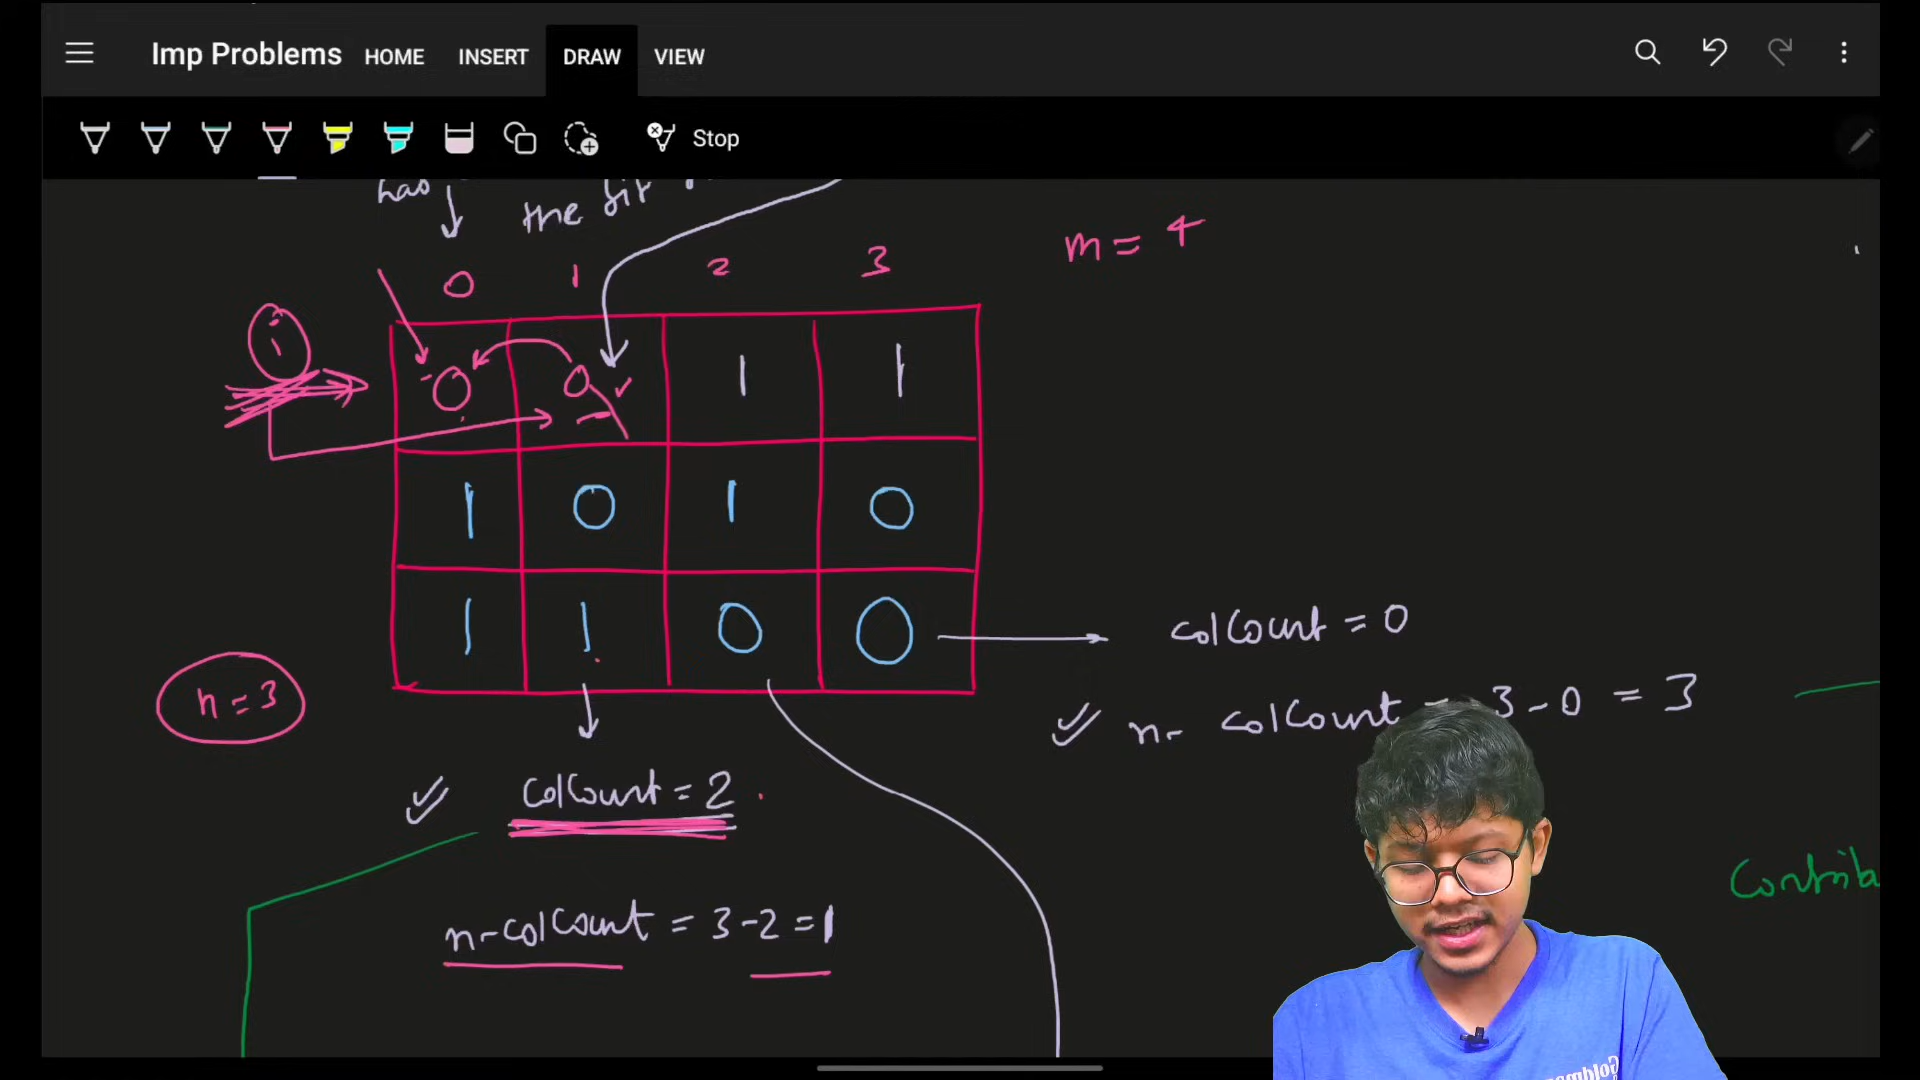 Imp Problems HOME INSERT DRAW VIEW
Stop
has
the
m = 4
0 1 2 3
i
0 0 1 1
1 0 1 0
1 1 0 0
colCount = 0
n = 3
n - colCount = 3 - 0 = 3
colCount = 2
n - colCount = 3 - 2 = 1